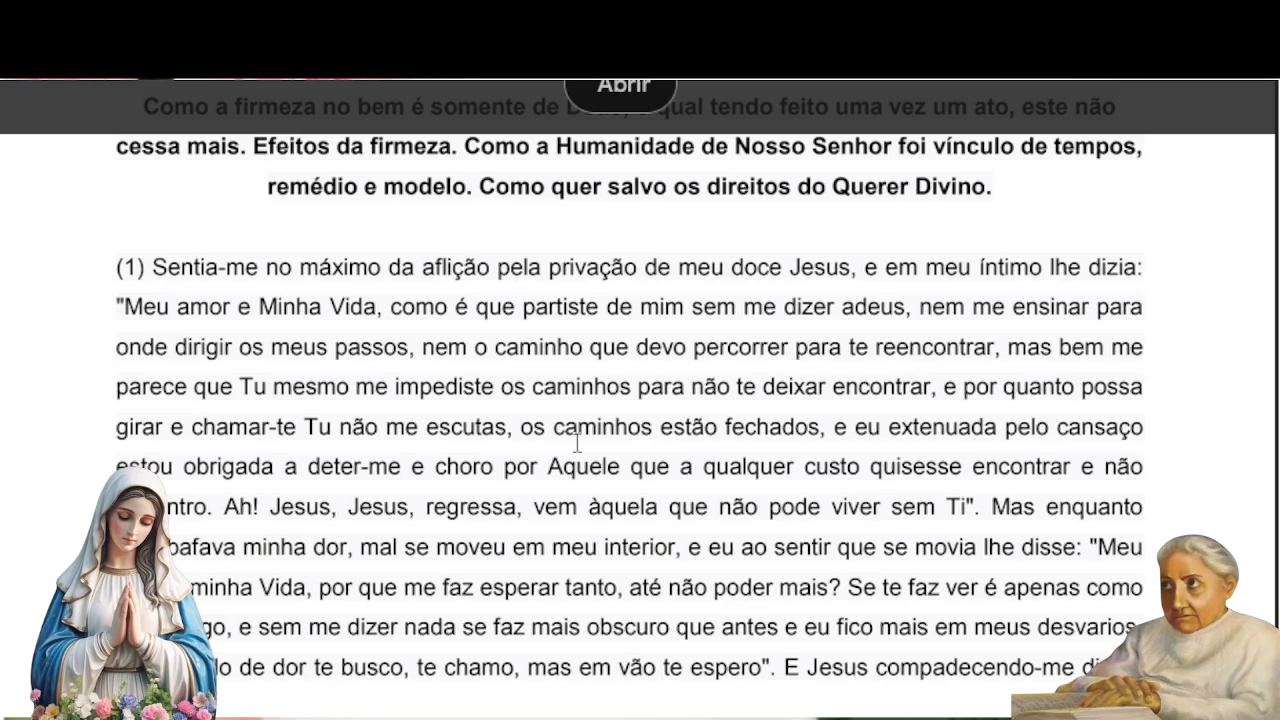 Abrir
Como a firmeza no bem é somente de qual tendo feito uma vez um ato, este não
cessa mais. Efeitos da firmeza. Como a Humanidade de Nosso Senhor foi vínculo de tempos,
remédio e modelo. Como quer salvo os direitos do Querer Divino.
(1) Sentia-me no máximo da aflição pela privação de meu doce Jesus, e em meu íntimo lhe dizia:
"Meu amor e Minha Vida, como é que partiste de mim sem me dizer adeus, nem me ensinar para
onde dirigir os meus passos, nem o caminho que devo percorrer para te reencontrar, mas bem me
parece que Tu mesmo me impediste os caminhos para não te deixar encontrar, e por quanto possa
girar e chamar-te Tu não me escutas, os caminhos estão fechados, e eu extenuada pelo cansaço
estou obrigada a deter-me e choro por Aquele que a qualquer custo quisesse encontrar e não
ntro. Ah! Jesus, Jesus, regressa, vem àquela que não pode viver sem Ti". Mas enquanto
bafava minha dor, mal se moveu em meu interior, e eu ao sentir que se movia lhe disse: "Meu
minha Vida, por que me faz esperar tanto, até não poder mais? Se te faz ver é apenas como
go, e sem me dizer nada se faz mais obscuro que antes e eu fico mais em meus desvarios
lo de dor te busco, te chamo, mas em vão te espero". E Jesus compadecendo-me